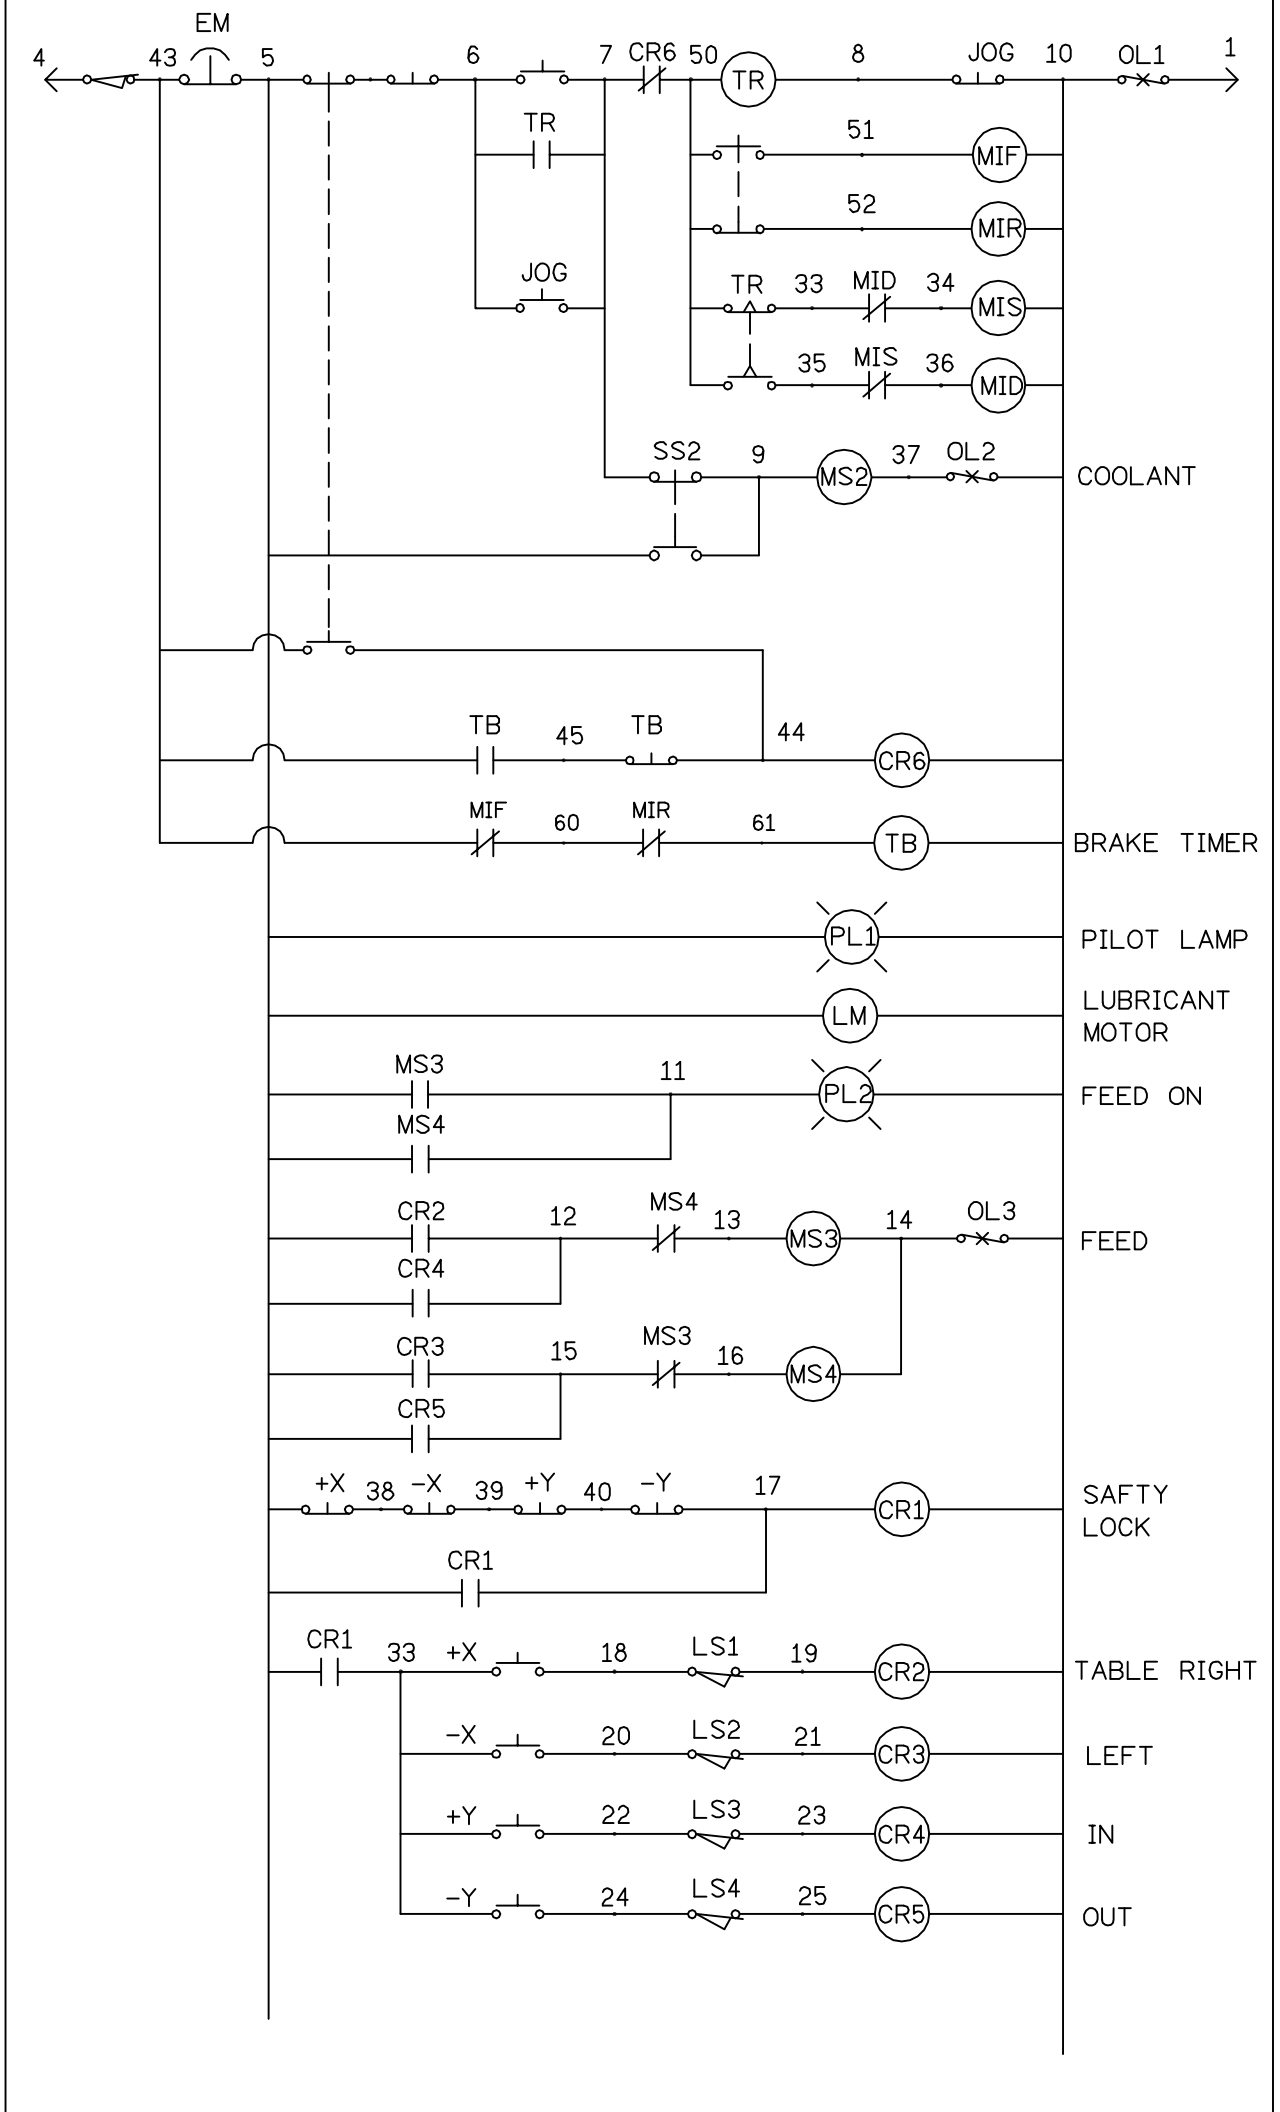 EM
4 43 5 6 7 CR6 50 TR 8 JOG 10 OL1 1
TR 51 MIF
52 MIR
JOG TR 33 MID 34 MIS
35 MIS 36 MID
SS2 9 MS2 37 OL2 COOLANT
TB 45 TB 44 CR6
MIF 60 MIR 61 TB BRAKE TIMER
PL1 PILOT LAMP
LM LUBRICANT
MOTOR
MS3 11 PL2 FEED ON
MS4
CR2 12 MS4 13 MS3 14 OL3 FEED
CR4
CR3 15 MS3 16 MS4
CR5
+X 38 -X 39 +Y 40 -Y 17 CR1 SAFTY
LOCK
CR1
CR1 33 +X 18 LS1 19 CR2 TABLE RIGHT
-X 20 LS2 21 CR3 LEFT
+Y 22 LS3 23 CR4 IN
-Y 24 LS4 25 CR5 OUT